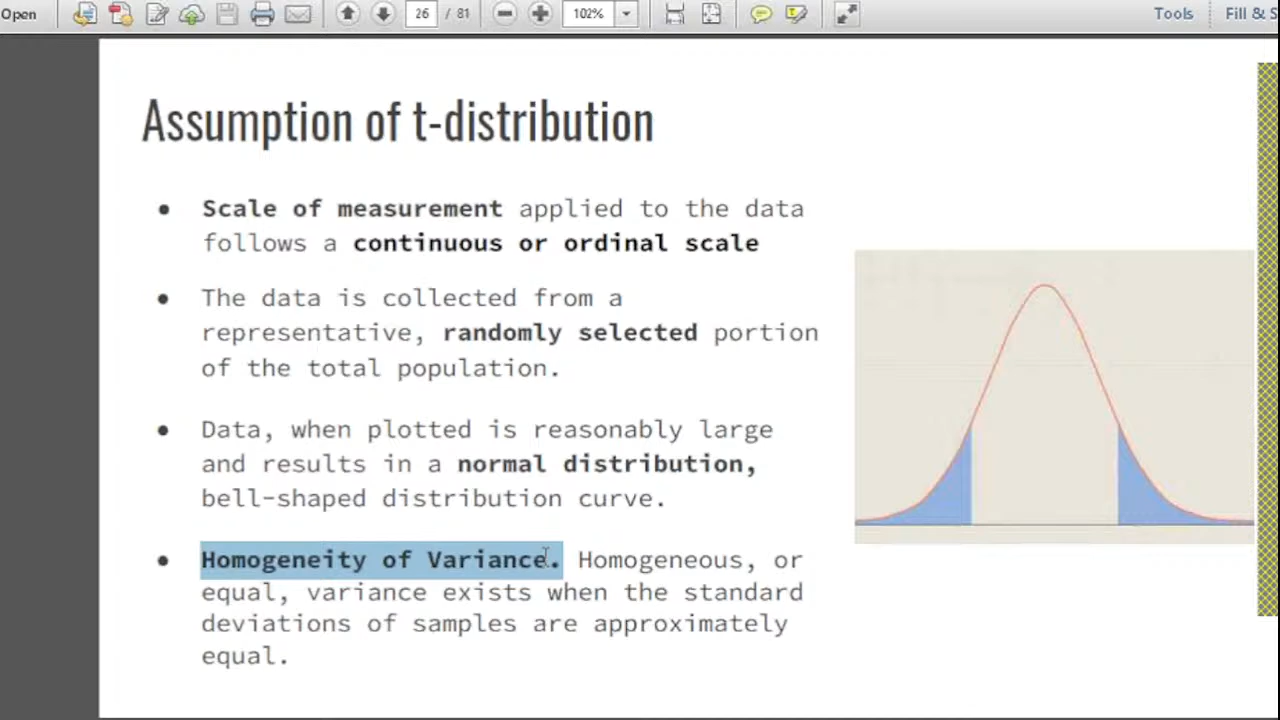 Open 26 / 81 102% Tools Fill &
Assumption of t-distribution
● Scale of measurement applied to the data
follows a continuous or ordinal scale
● The data is collected from a
representative, randomly selected portion
of the total population.
● Data, when plotted is reasonably large
and results in a normal distribution,
bell-shaped distribution curve.
● Homogeneity of Variance. Homogeneous, or
equal, variance exists when the standard
deviations of samples are approximately
equal.